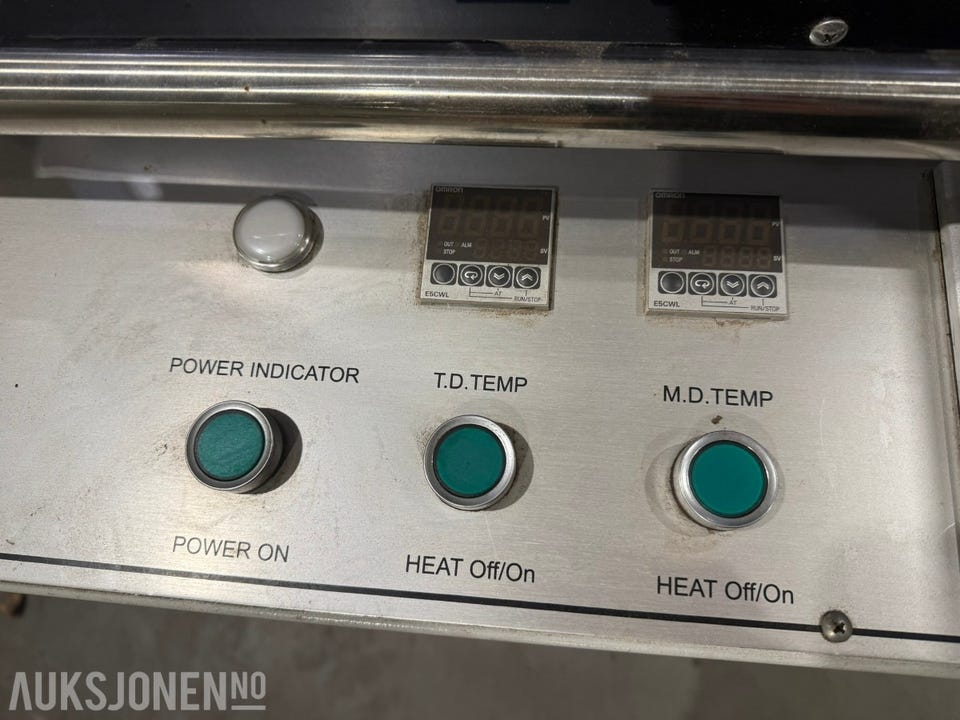 OMRON
PV
OUT ALM
STOP
SV
AT
E5CWL RUN/STOP
OMRON
PV
OUT ALM
STOP
SV
AT
E5CWL RUN/STOP
POWER INDICATOR
T.D.TEMP
M.D.TEMP
POWER ON
HEAT Off/On
HEAT Off/On
AUKSJONEN NO